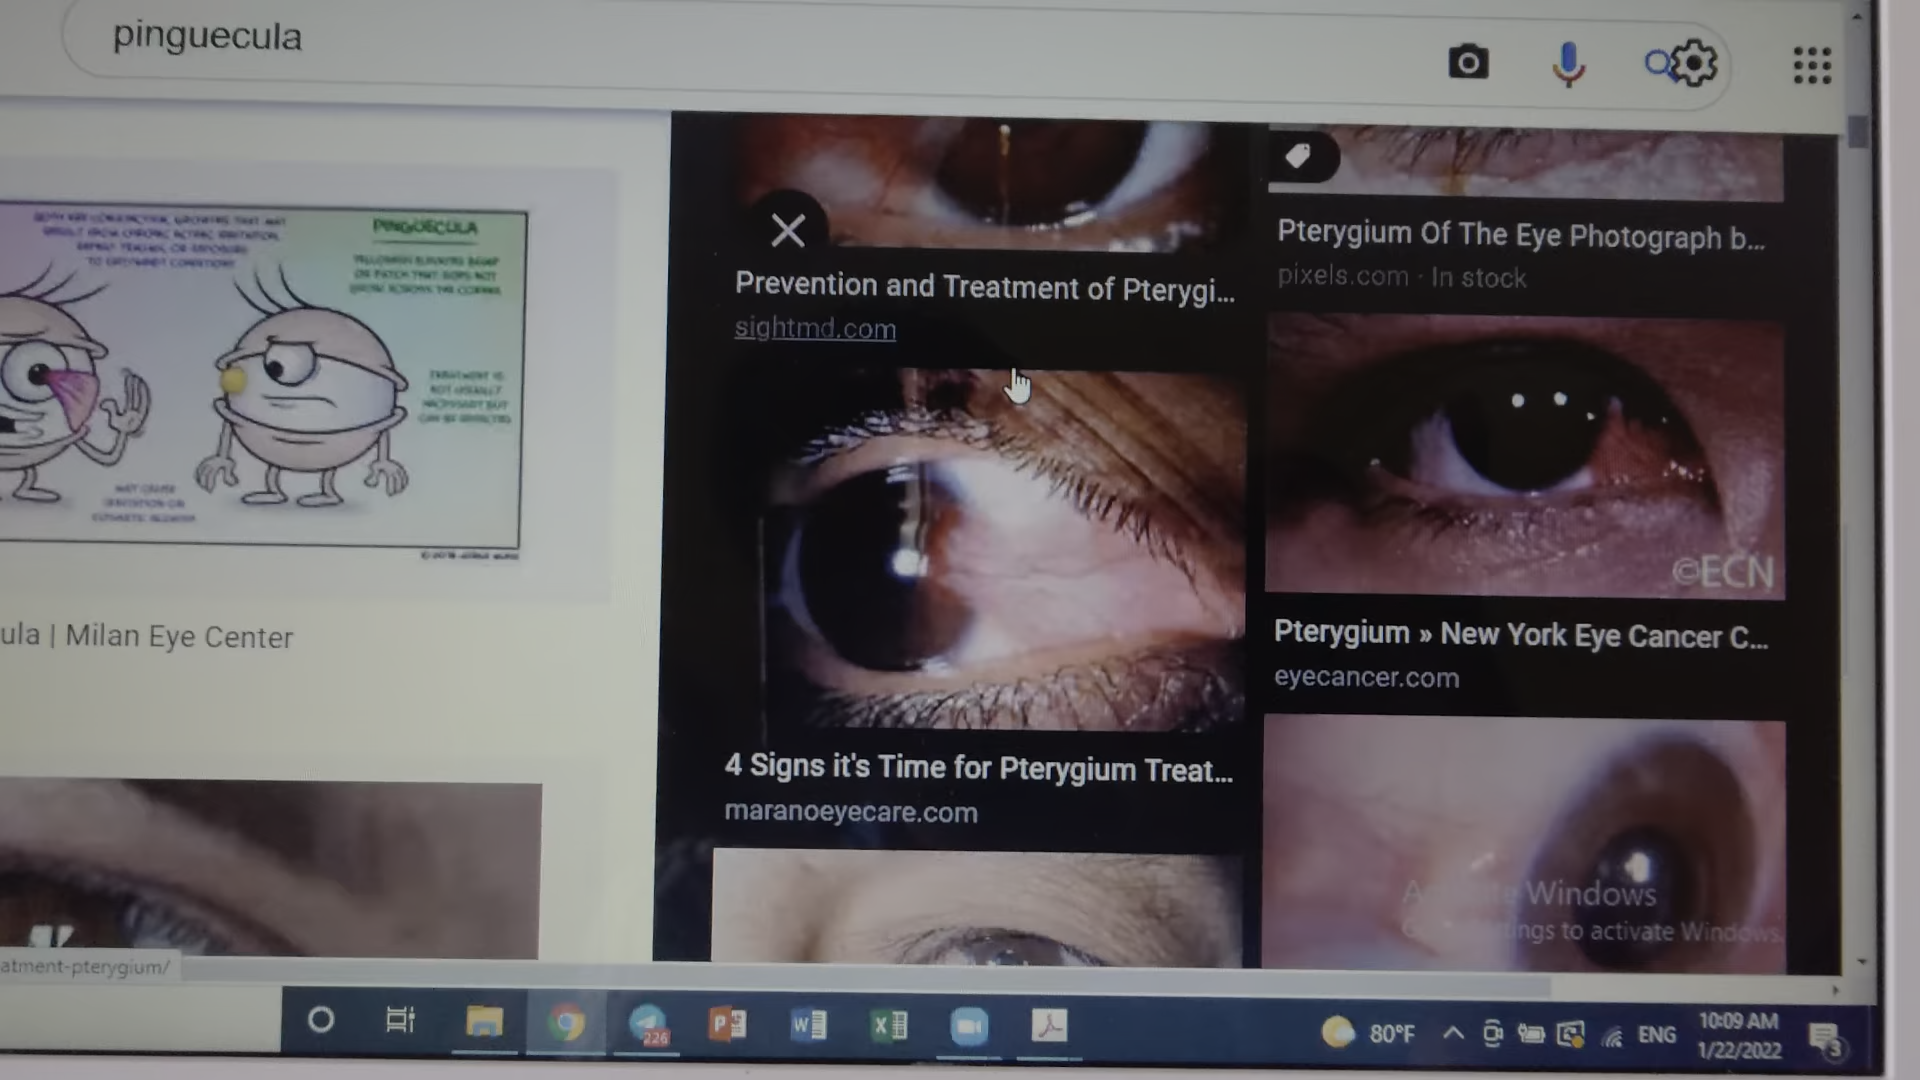 pinguecula
PINGUECULA
Prevention and Treatment of Pterygi...
sightmd.com
Pterygium Of The Eye Photograph b...
pixels.com · In stock
©ECN
ula | Milan Eye Center
Pterygium » New York Eye Cancer C...
eyecancer.com
4 Signs it's Time for Pterygium Treat...
maranoeyecare.com
Windows
to activate Windows.
atment-pterygium/
226
80°F
ENG
10:09 AM
1/22/2022
3